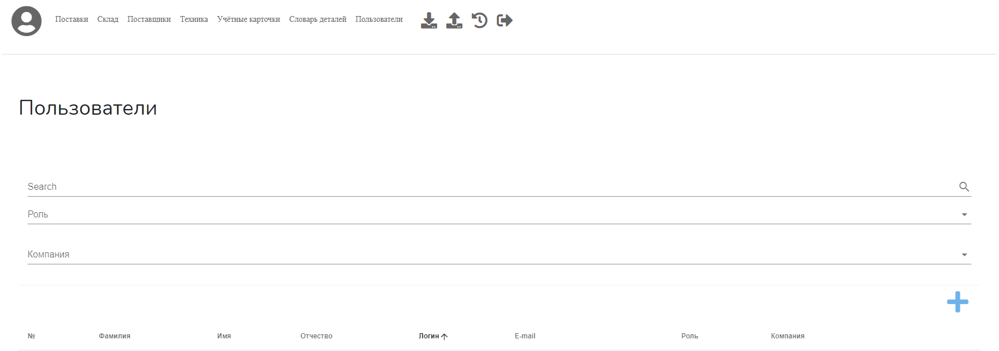 Поставки Склад Поставщики Техника Учётные карточки Словарь деталей Пользователи
Пользователи
Search
Роль
Компания
№ Фамилия Имя Отчество Логин E-mail Роль Компания